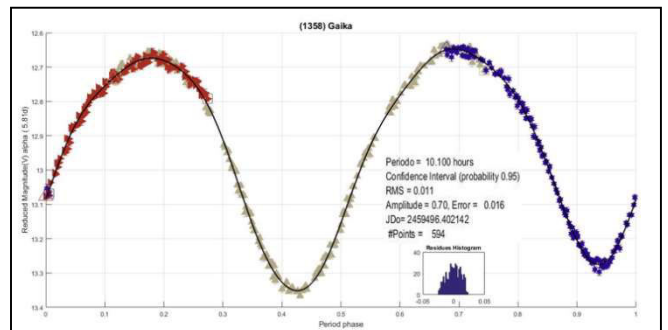 (1358) Gaika
Reduced Magnitude(V) alpha ( 5.81d)
12.6
12.7
12.8
12.9
13
13.1
13.2
13.3
13.4
Periodo = 10.100 hours
Confidence Interval (probability 0.95)
RMS = 0.011
Amplitude = 0.70, Error = 0.016
JDo= 2459496.402142
#Points = 594
Residues Histogram
40
20
0
-0.05 0 0.05
0 0.1 0.2 0.3 0.4 0.5 0.6 0.7 0.8 0.9 1
Period phase